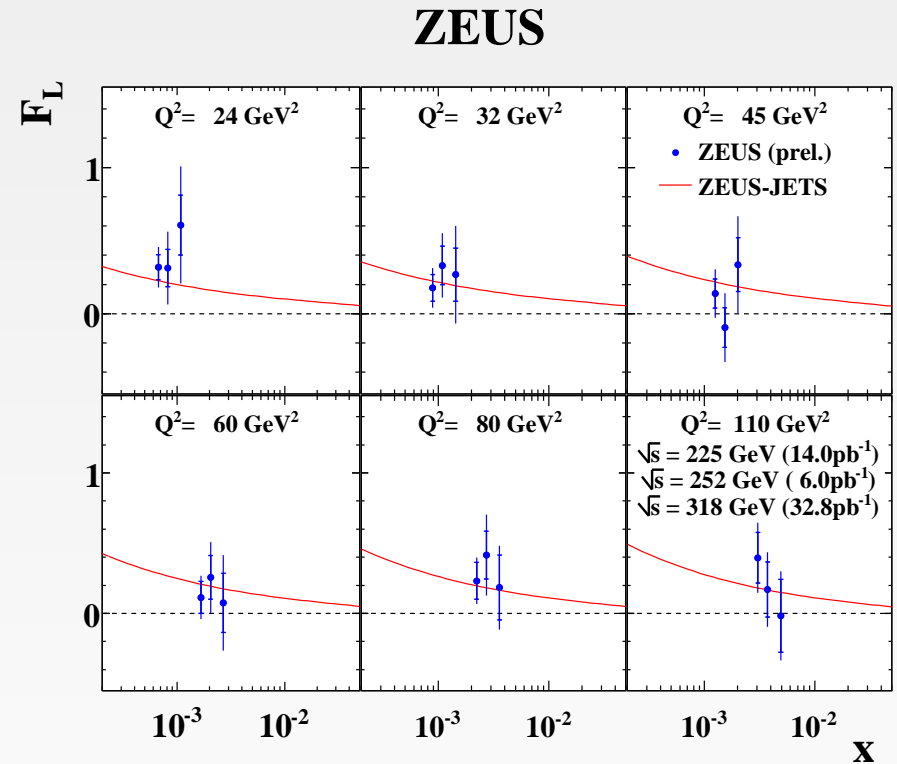 ZEUS
F_L
Q²= 24 GeV²
Q²= 32 GeV²
Q²= 45 GeV²
ZEUS (prel.)
ZEUS-JETS
1
0
Q²= 60 GeV²
Q²= 80 GeV²
Q²= 110 GeV²
√s = 225 GeV (14.0pb⁻¹)
√s = 252 GeV ( 6.0pb⁻¹)
√s = 318 GeV (32.8pb⁻¹)
1
0
10⁻³ 10⁻² 10⁻³ 10⁻² 10⁻³ 10⁻²
x